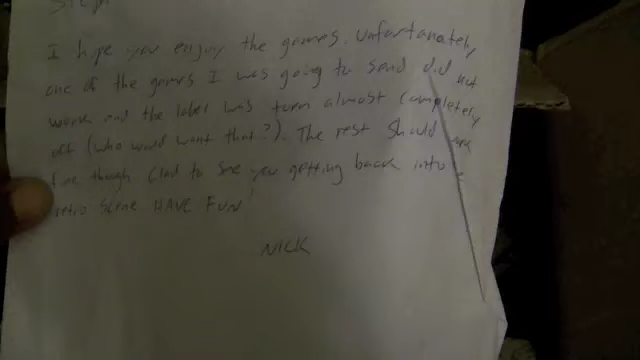 I hope you enjoy the games. Unfortanately
one of the games I was going to send did not
work and the label was torn almost completely
off (who would want that?). The rest should work
fine though Glad to see you getting back into
retro scene HAVE FUN!
NICK